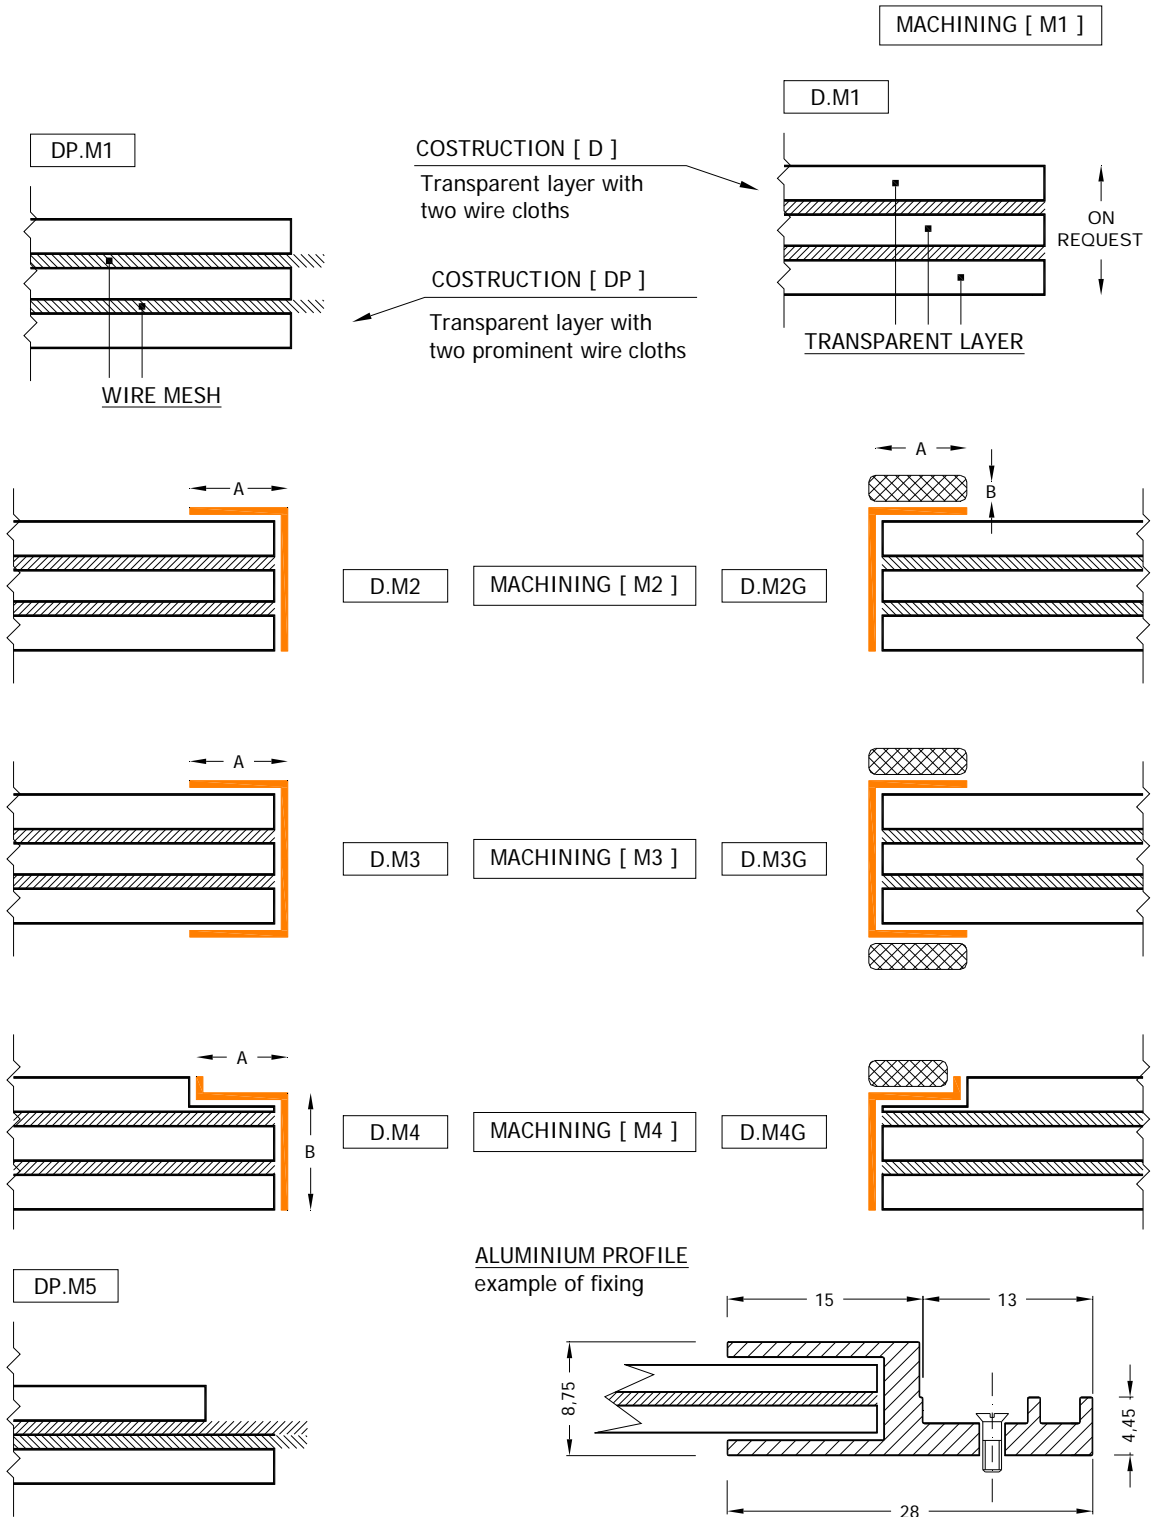 MACHINING [ M1 ]
D.M1
DP.M1
COSTRUCTION [ D ]
Transparent layer with
two wire cloths
ON
REQUEST
COSTRUCTION [ DP ]
Transparent layer with
two prominent wire cloths
TRANSPARENT LAYER
WIRE MESH
A
A
B
D.M2
MACHINING [ M2 ]
D.M2G
A
D.M3
MACHINING [ M3 ]
D.M3G
A
B
D.M4
MACHINING [ M4 ]
D.M4G
DP.M5
ALUMINIUM PROFILE
example of fixing
15
13
8,75
4,45
28